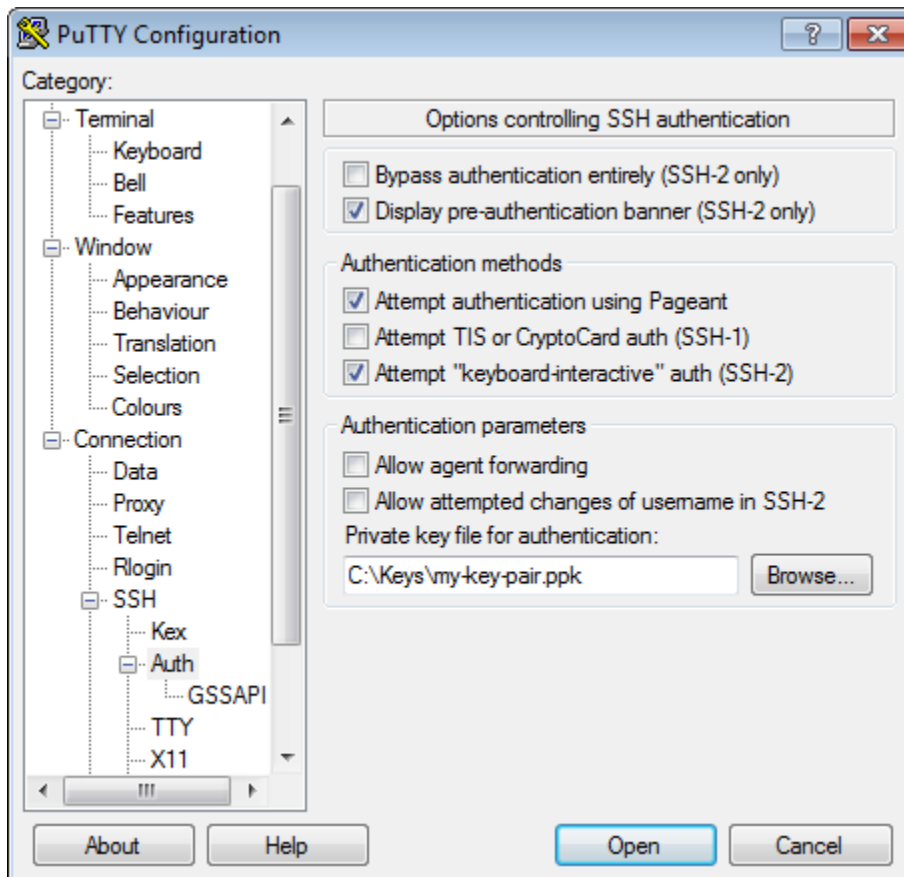 PuTTY Configuration
Category:
Terminal
Keyboard
Bell
Features
Window
Appearance
Behaviour
Translation
Selection
Colours
Connection
Data
Proxy
Telnet
Rlogin
SSH
Kex
Auth
GSSAPI
TTY
X11
Options controlling SSH authentication
Bypass authentication entirely (SSH-2 only)
Display pre-authentication banner (SSH-2 only)
Authentication methods
Attempt authentication using Pageant
Attempt TIS or CryptoCard auth (SSH-1)
Attempt "keyboard-interactive" auth (SSH-2)
Authentication parameters
Allow agent forwarding
Allow attempted changes of username in SSH-2
Private key file for authentication:
C:\Keys\my-key-pair.ppk
Browse...
About
Help
Open
Cancel